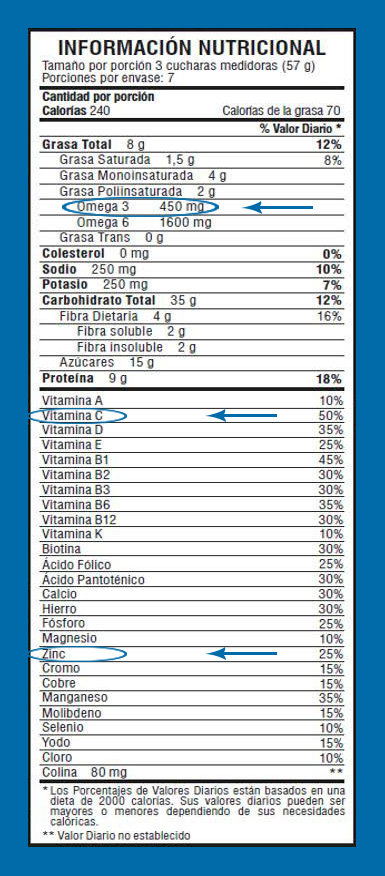 INFORMACIÓN NUTRICIONAL
Tamaño por porción 3 cucharas medidoras (57 g)
Porciones por envase: 7
Cantidad por porción
Calorías 240 Calorías de la grasa 70
% Valor Diario *
Grasa Total 8 g 12%
Grasa Saturada 1,5 g 8%
Grasa Monoinsaturada 4 g
Grasa Poliinsaturada 2 g
Omega 3 450 mg
Omega 6 1600 mg
Grasa Trans 0 g
Colesterol 0 mg 0%
Sodio 250 mg 10%
Potasio 250 mg 7%
Carbohidrato Total 35 g 12%
Fibra Dietaria 4 g 16%
Fibra soluble 2 g
Fibra insoluble 2 g
Azúcares 15 g
Proteína 9 g 18%
Vitamina A 10%
Vitamina C 50%
Vitamina D 35%
Vitamina E 25%
Vitamina B1 45%
Vitamina B2 30%
Vitamina B3 30%
Vitamina B6 35%
Vitamina B12 30%
Vitamina K 10%
Biotina 30%
Ácido Fólico 25%
Ácido Pantoténico 30%
Calcio 30%
Hierro 30%
Fósforo 25%
Magnesio 10%
Zinc 25%
Cromo 15%
Cobre 15%
Manganeso 35%
Molibdeno 15%
Selenio 10%
Yodo 15%
Cloro 10%
Colina 80 mg **
* Los Porcentajes de Valores Diarios están basados en una
dieta de 2000 calorías. Sus valores diarios pueden ser
mayores o menores dependiendo de sus necesidades
calóricas.
** Valor Diario no establecido